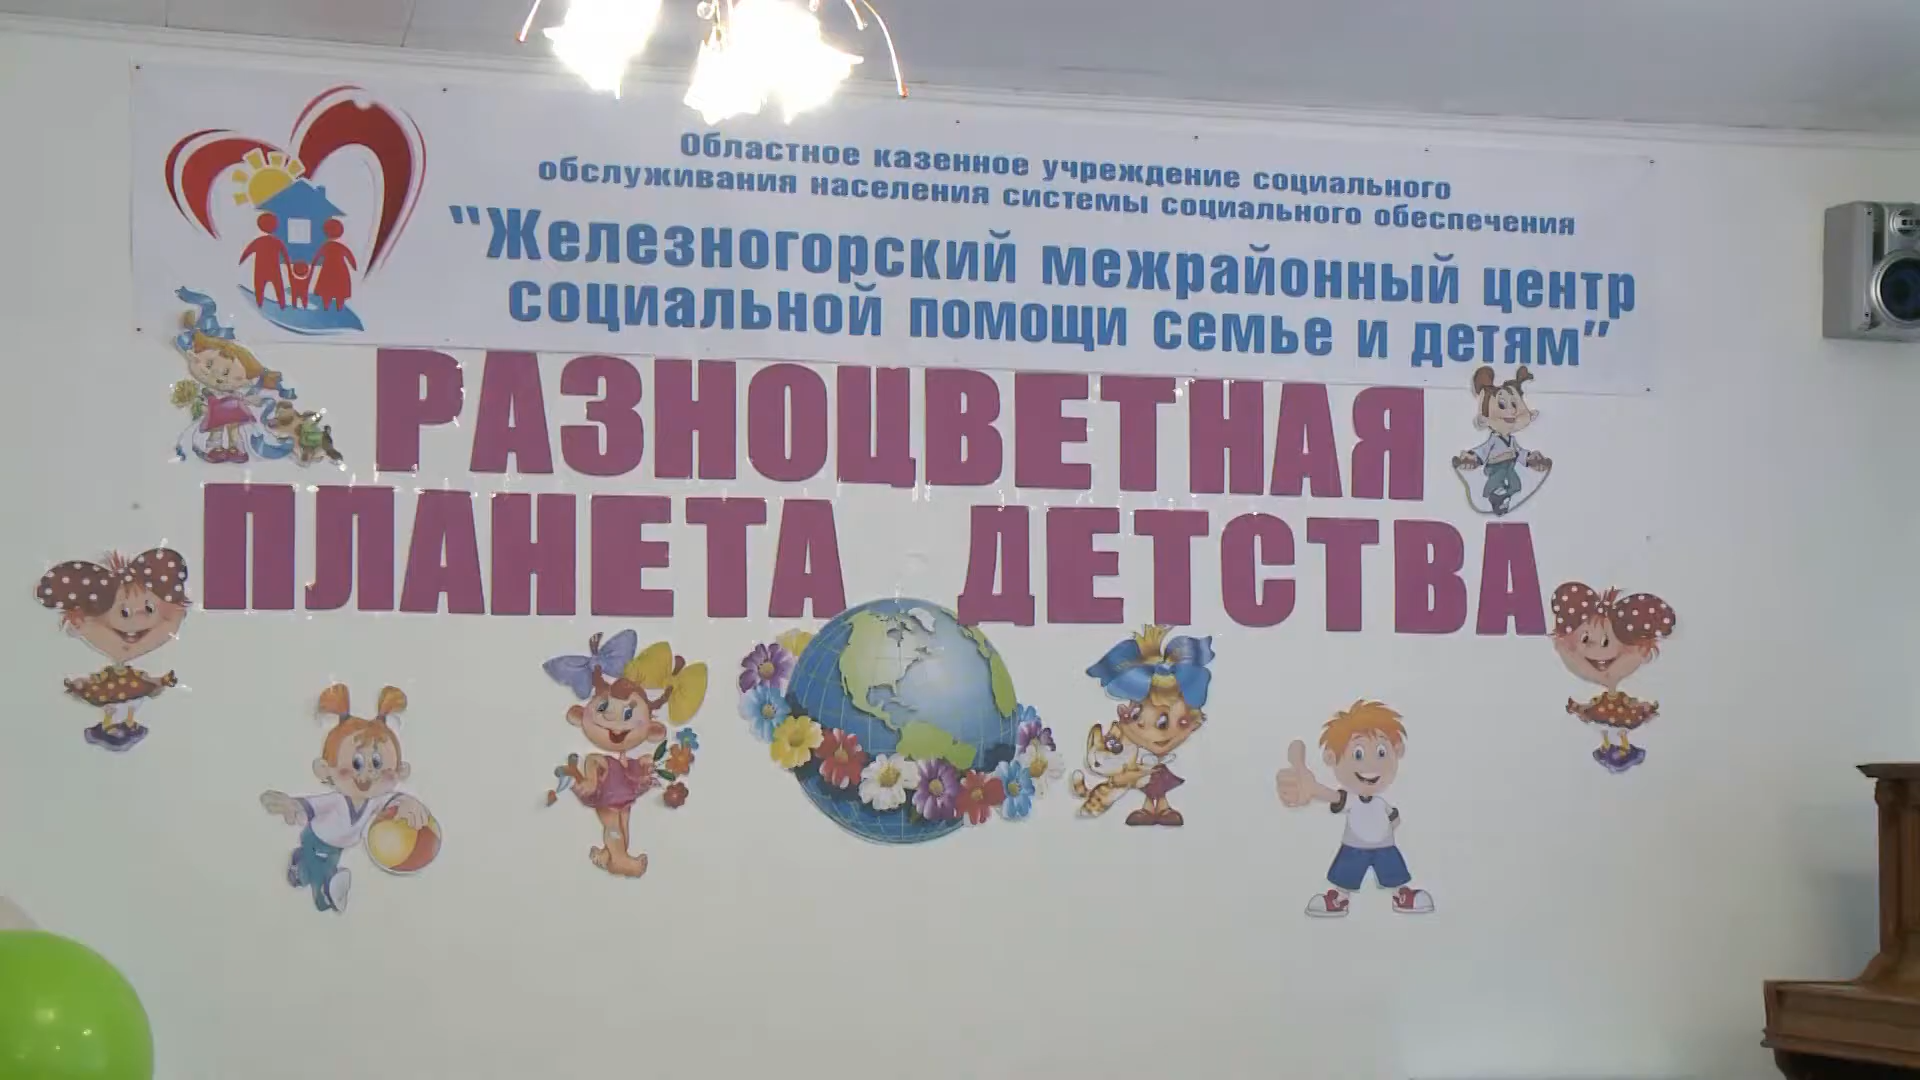 Областное казенное учреждение социального
обслуживания населения системы социального обеспечения
"Железногорский межрайонный центр
социальной помощи семье и детям"
РАЗНОЦВЕТНАЯ
ПЛАНЕТА ДЕТСТВА